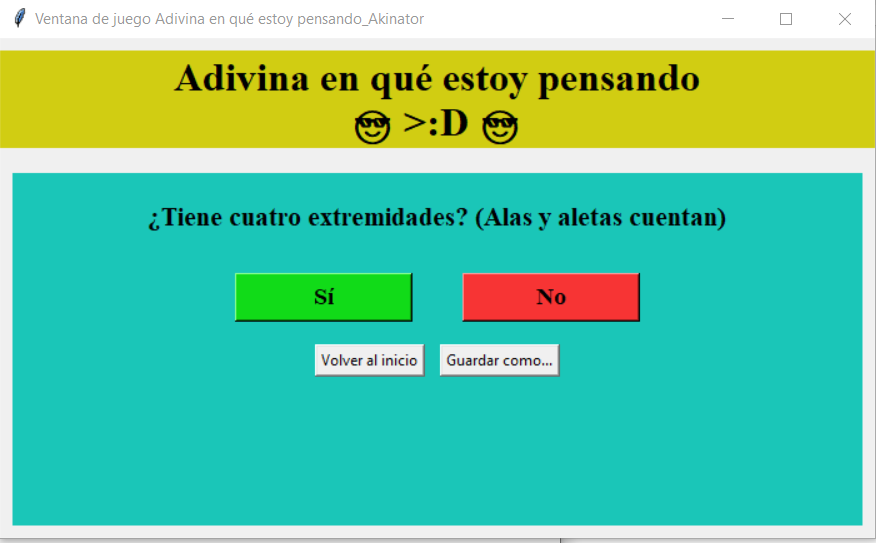 Ventana de juego Adivina en qué estoy pensando_Akinator
Adivina en qué estoy pensando
😎 >:D 😎
¿Tiene cuatro extremidades? (Alas y aletas cuentan)
Sí No
Volver al inicio Guardar como...